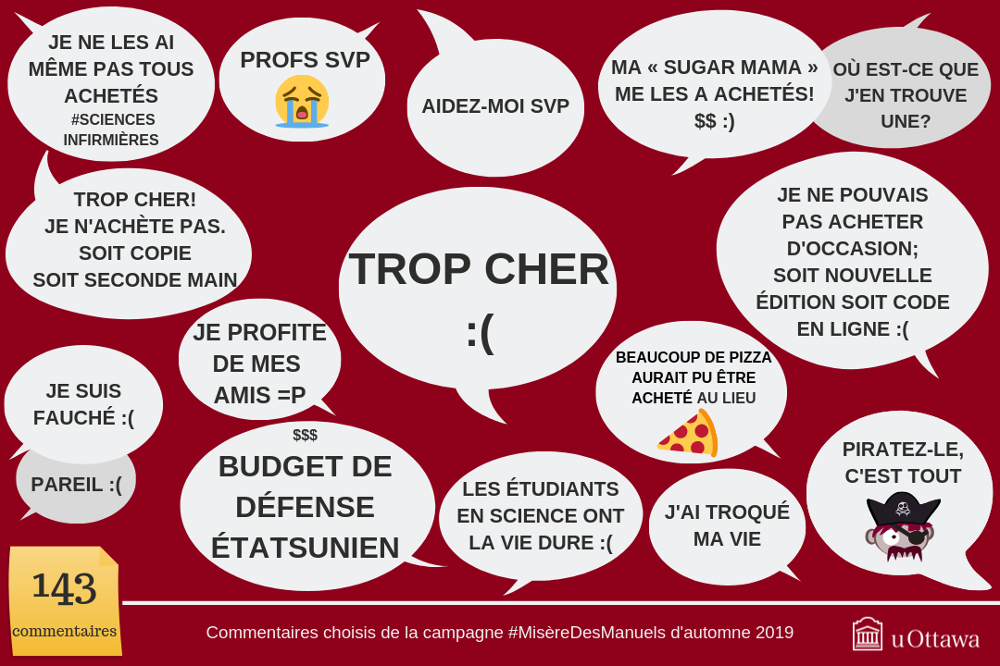 JE NE LES AI
MÊME PAS TOUS
ACHETÉS
#SCIENCES
INFIRMIÈRES
PROFS SVP
AIDEZ-MOI SVP
MA « SUGAR MAMA »
ME LES A ACHETÉS!
$$ :)
OÙ EST-CE QUE
J'EN TROUVE
UNE?
TROP CHER!
JE N'ACHÈTE PAS.
SOIT COPIE
SOIT SECONDE MAIN
TROP CHER
:(
JE NE POUVAIS
PAS ACHETER
D'OCCASION;
SOIT NOUVELLE
ÉDITION SOIT CODE
EN LIGNE :(
JE PROFITE
DE MES
AMIS =P
BEAUCOUP DE PIZZA
AURAIT PU ÊTRE
ACHETÉ AU LIEU
JE SUIS
FAUCHÉ :(
PAREIL :(
$$$
BUDGET DE
DÉFENSE
ÉTATSUNIEN
LES ÉTUDIANTS
EN SCIENCE ONT
LA VIE DURE :(
J'AI TROQUÉ
MA VIE
PIRATEZ-LE,
C'EST TOUT
143
commentaires
Commentaires choisis de la campagne #MisèreDesManuels d'automne 2019
uOttawa